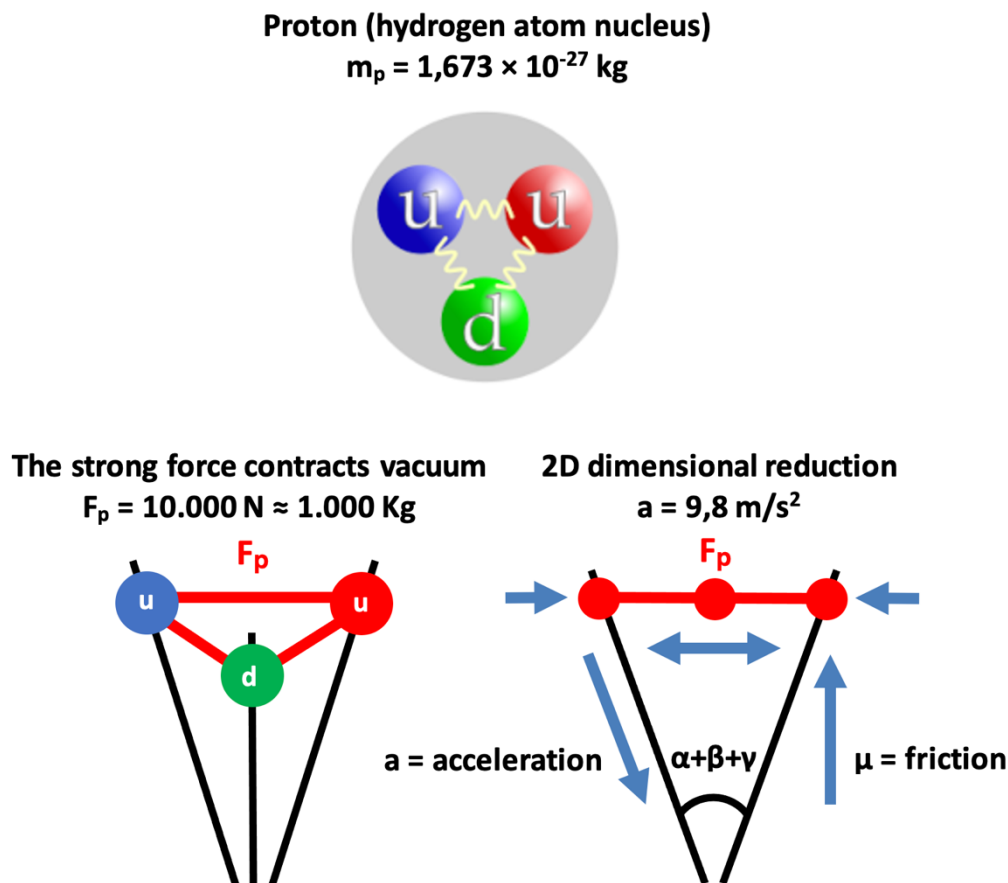 Proton (hydrogen atom nucleus)
mₚ = 1,673 × 10⁻²⁷ kg
u u
d
The strong force contracts vacuum
Fₚ = 10.000 N ≈ 1.000 Kg
2D dimensional reduction
a = 9,8 m/s²
Fₚ
u u
d
Fₚ
a = acceleration
α+β+γ
μ = friction